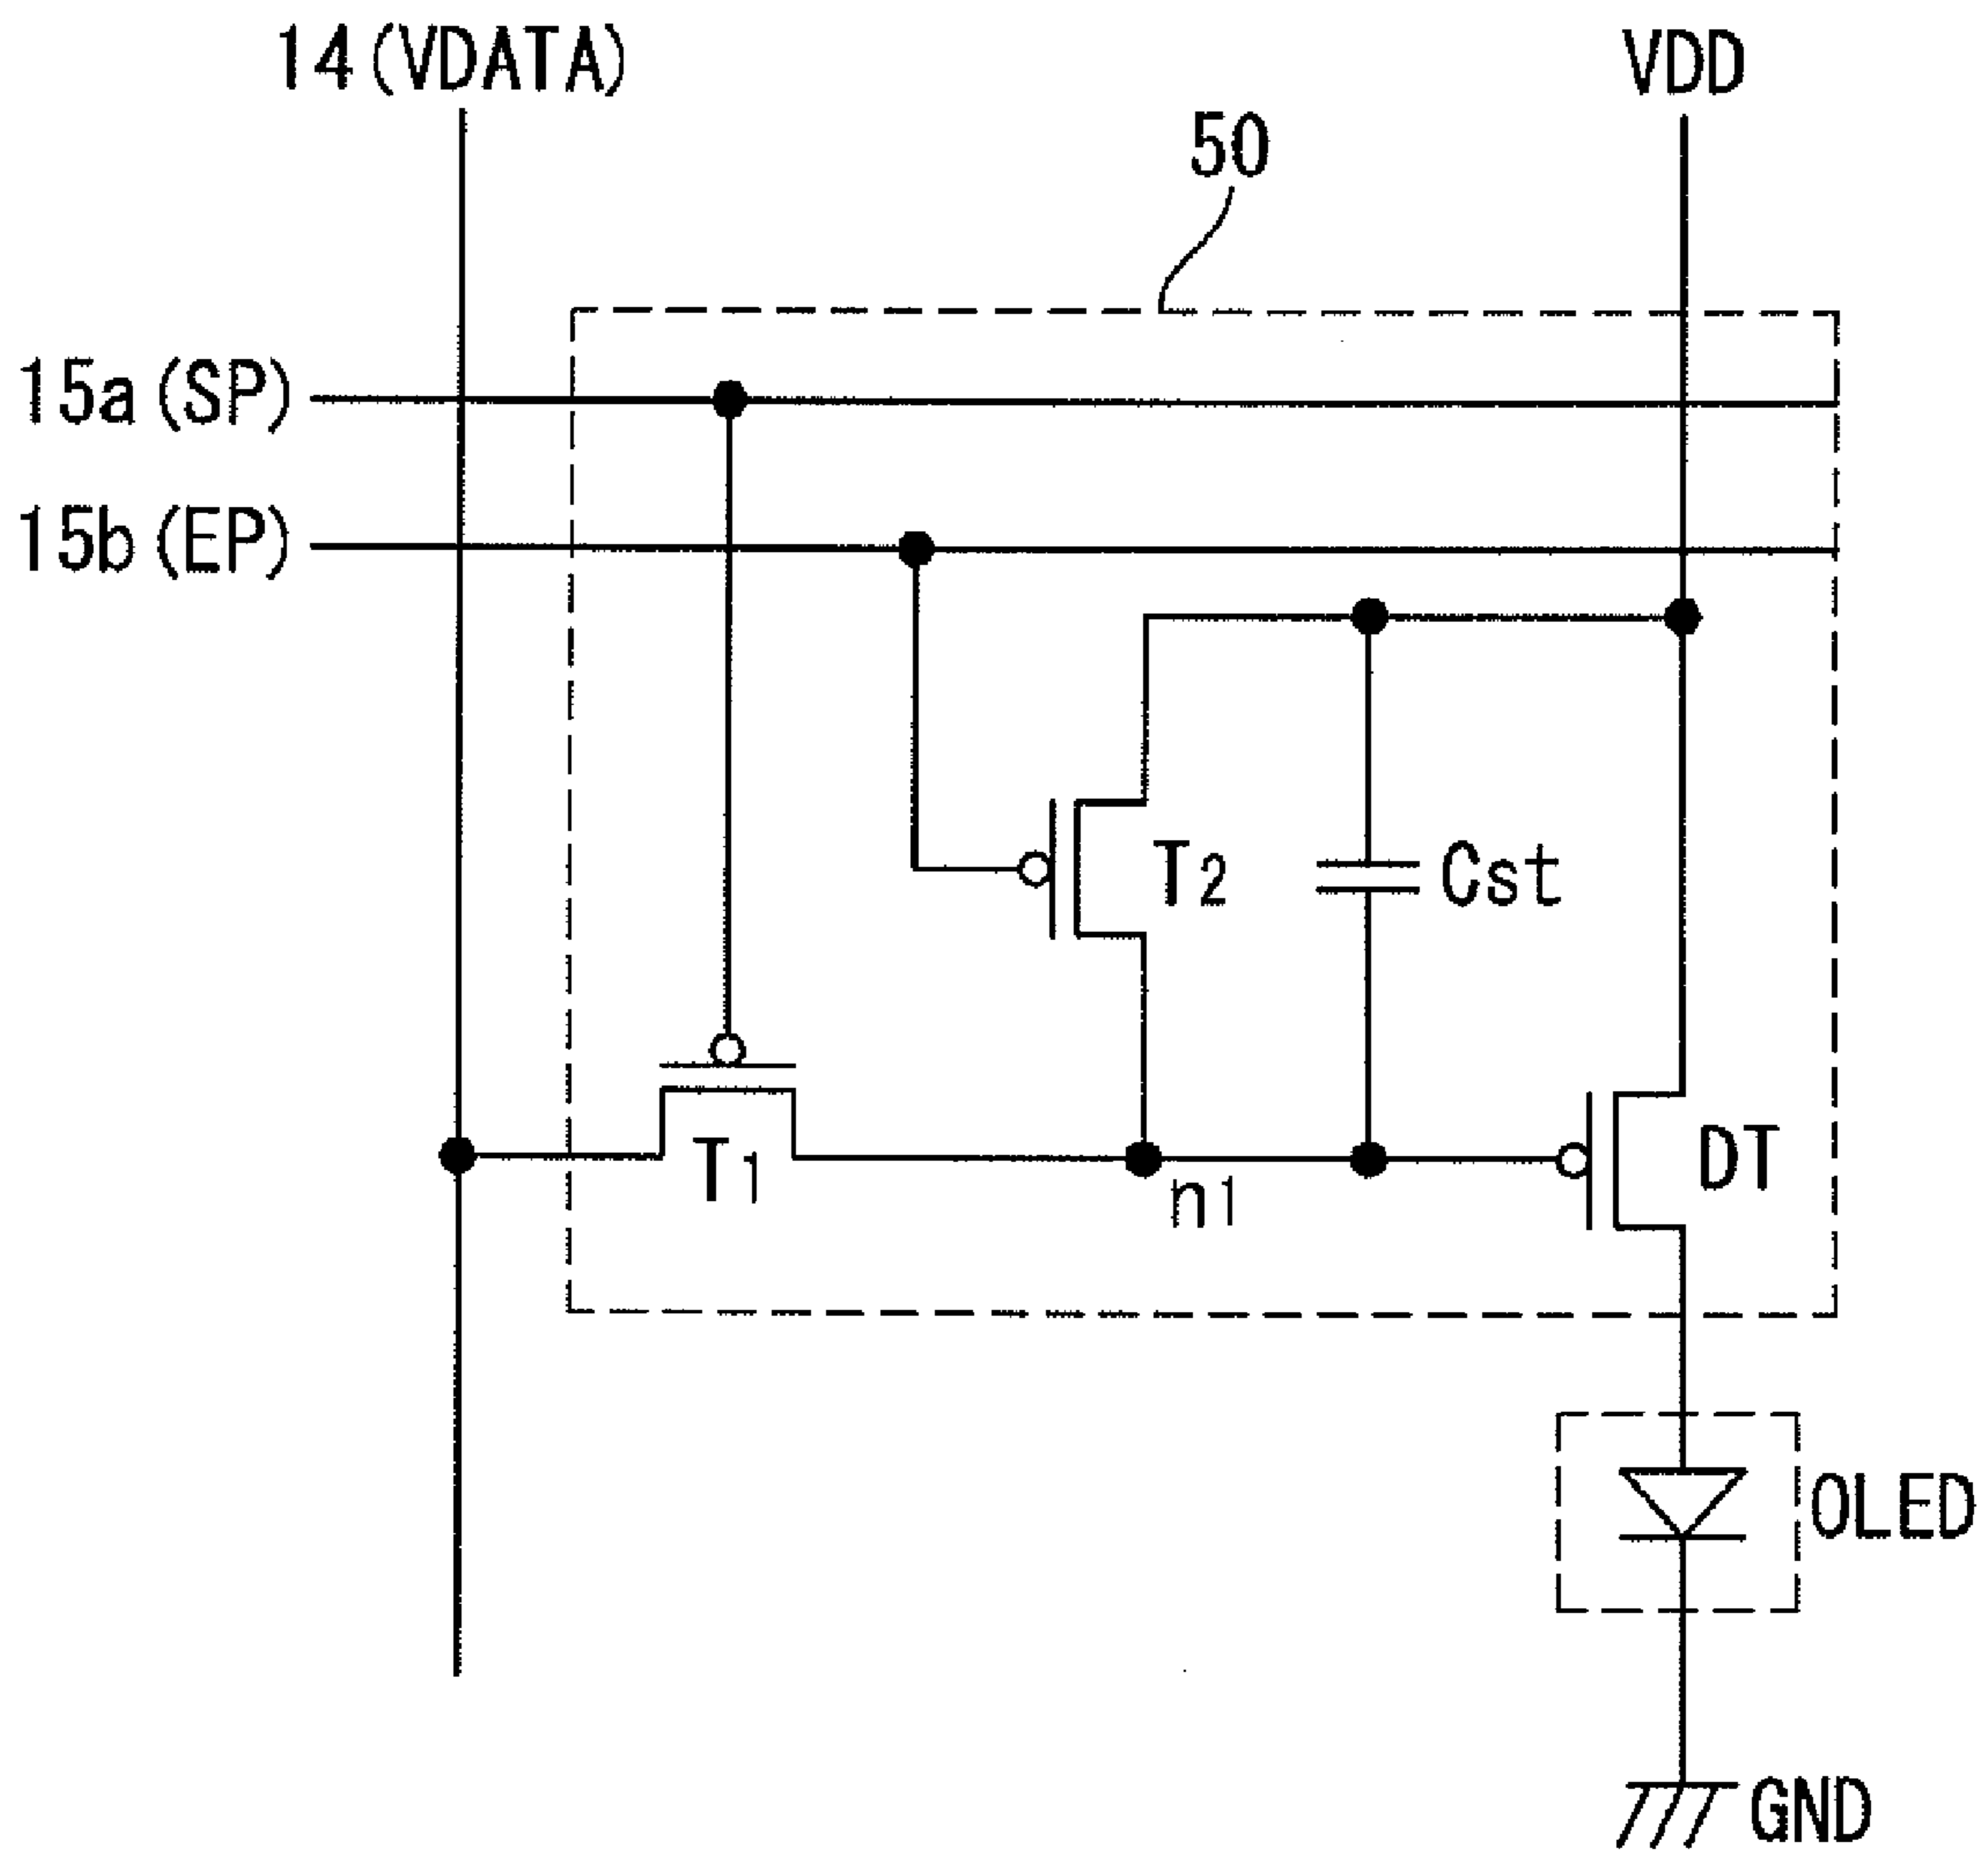 14(VDATA)
VDD
50
15a(SP)
15b(EP)
T2
Cst
T1
n1
DT
OLED
GND